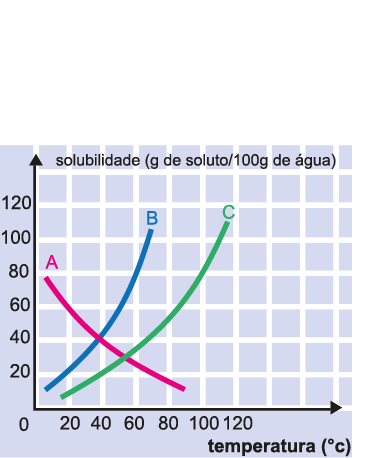 solubilidade (g de soluto/100g de água)
120
100
80
60
40
20
A
B
C
0 20 40 60 80 100 120
temperatura (°c)